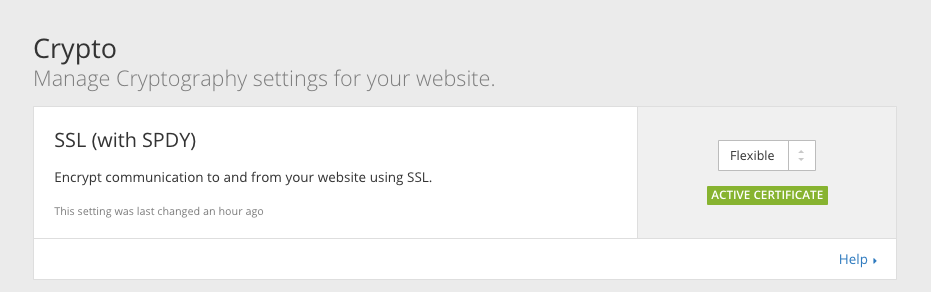 Crypto
Manage Cryptography settings for your website.
SSL (with SPDY)
Encrypt communication to and from your website using SSL.
This setting was last changed an hour ago
Flexible
ACTIVE CERTIFICATE
Help